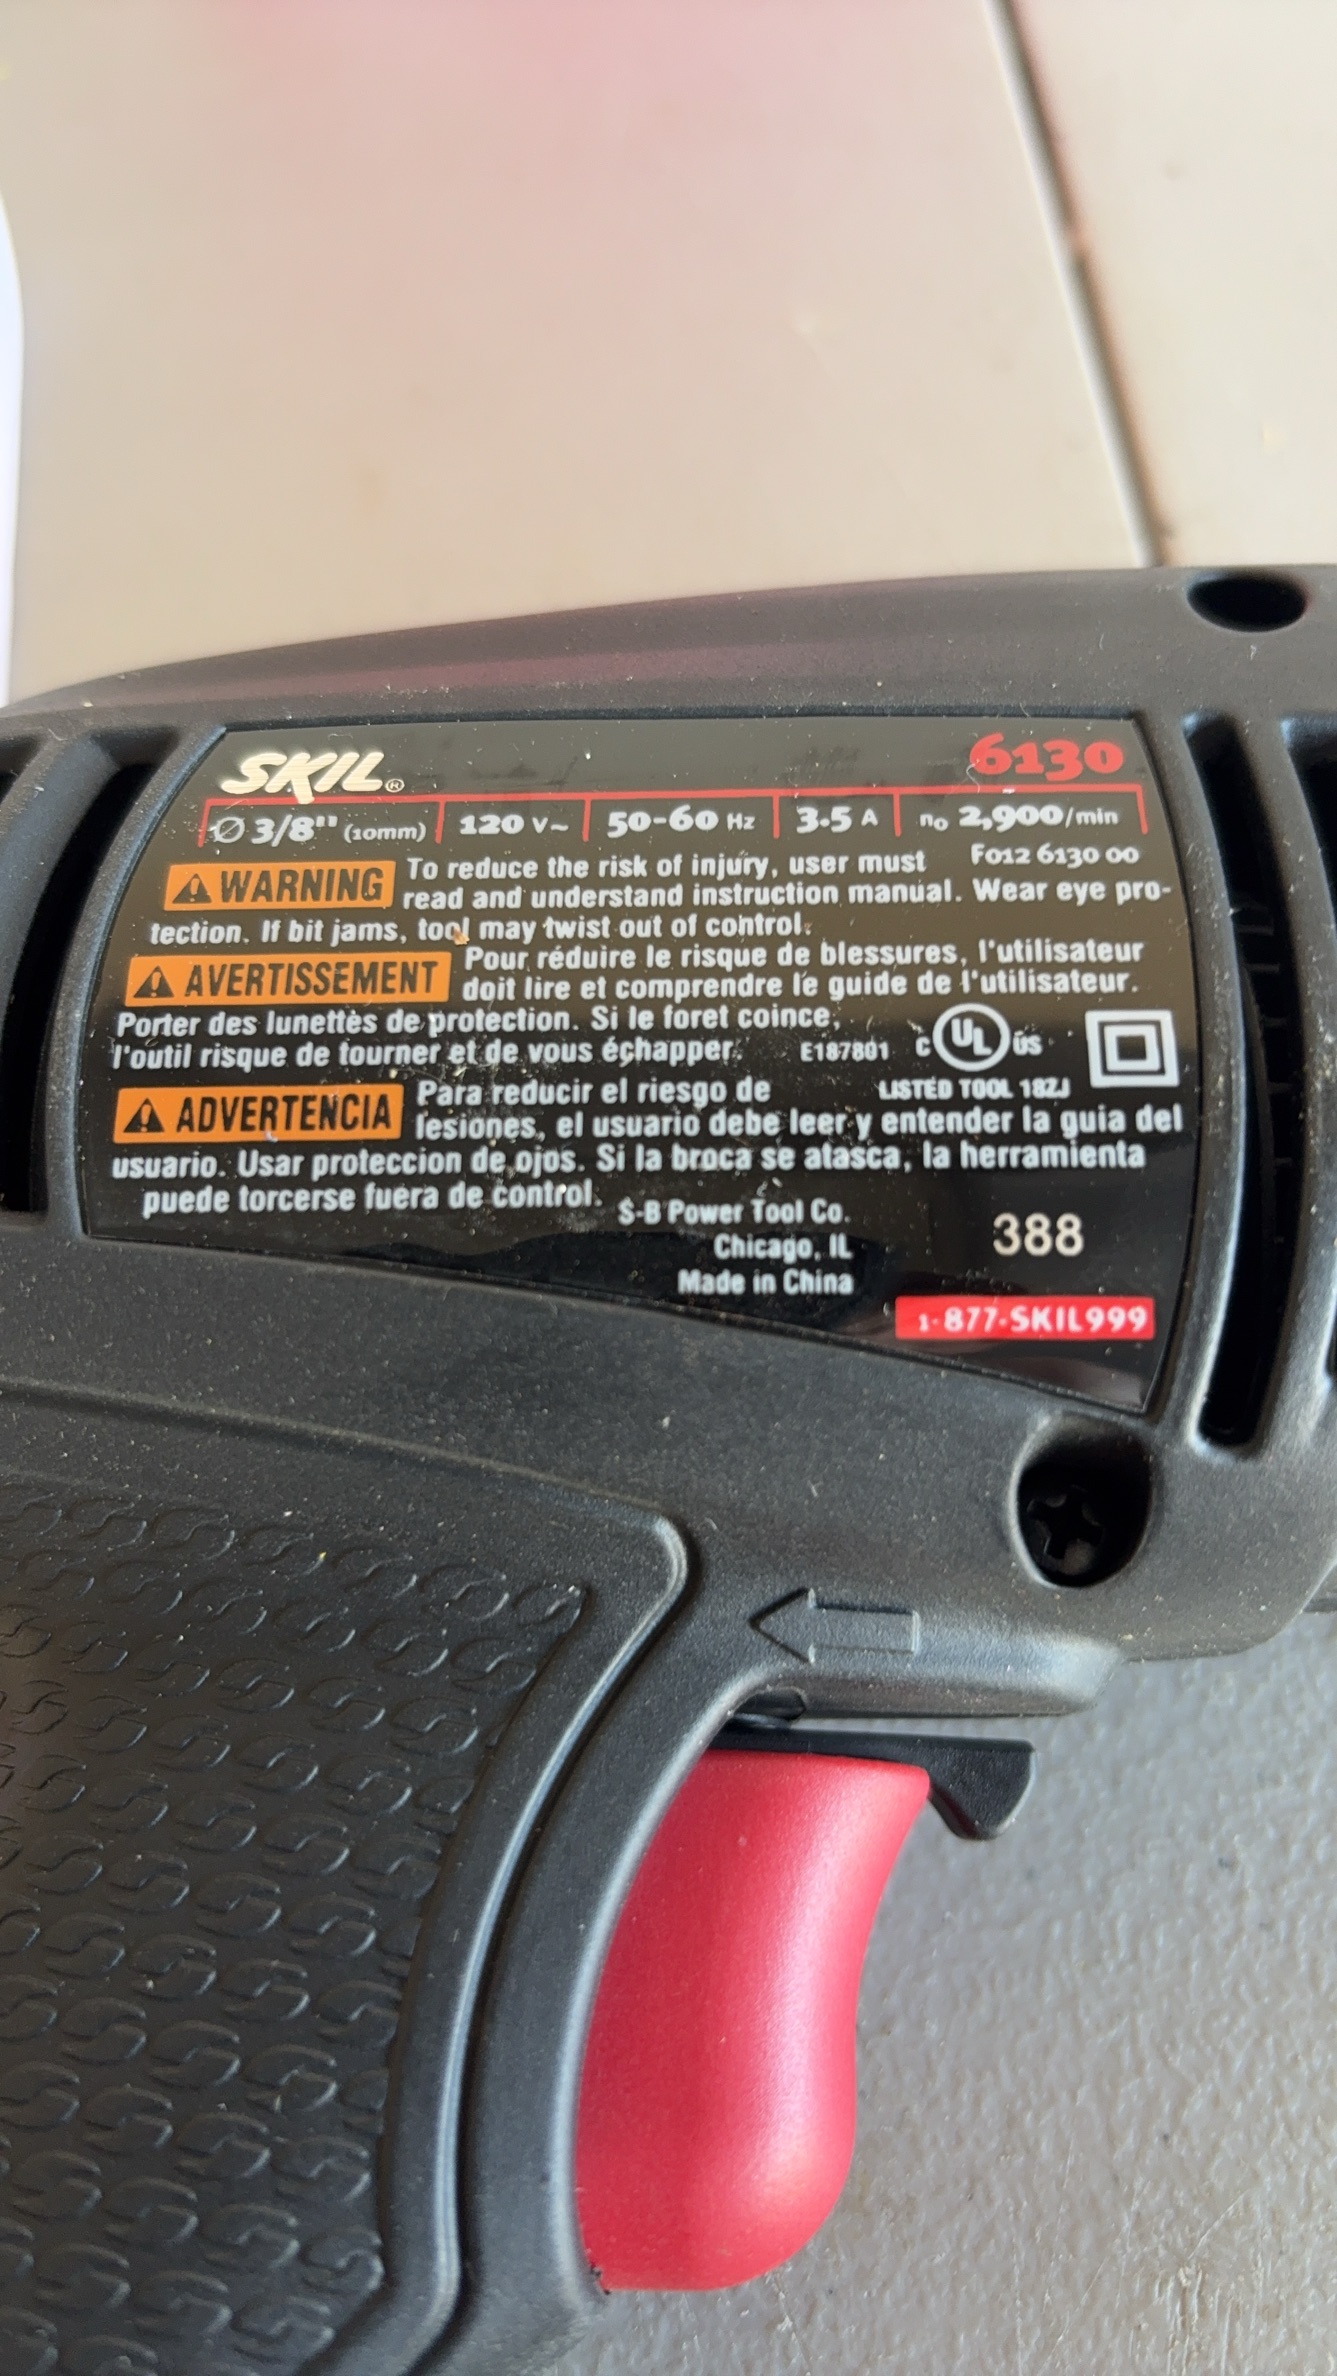 SKIL® 6130
Ø 3/8" (10mm) 120 V~ 50-60 Hz 3.5 A no 2,900/min
F012 6130 00
⚠ WARNING To reduce the risk of injury, user must
read and understand instruction manual. Wear eye pro-
tection. If bit jams, tool may twist out of control.
⚠ AVERTISSEMENT Pour réduire le risque de blessures, l'utilisateur
doit lire et comprendre le guide de l'utilisateur.
Porter des lunettes de protection. Si le foret coince,
l'outil risque de tourner et de vous échapper.
E187801 C UL US
LISTED TOOL 18ZJ
⚠ ADVERTENCIA Para reducir el riesgo de
lesiones, el usuario debe leer y entender la guia del
usuario. Usar proteccion de ojos. Si la broca se atasca, la herramienta
puede torcerse fuera de control.
S-B Power Tool Co.
Chicago, IL
Made in China
388
1-877-SKIL999